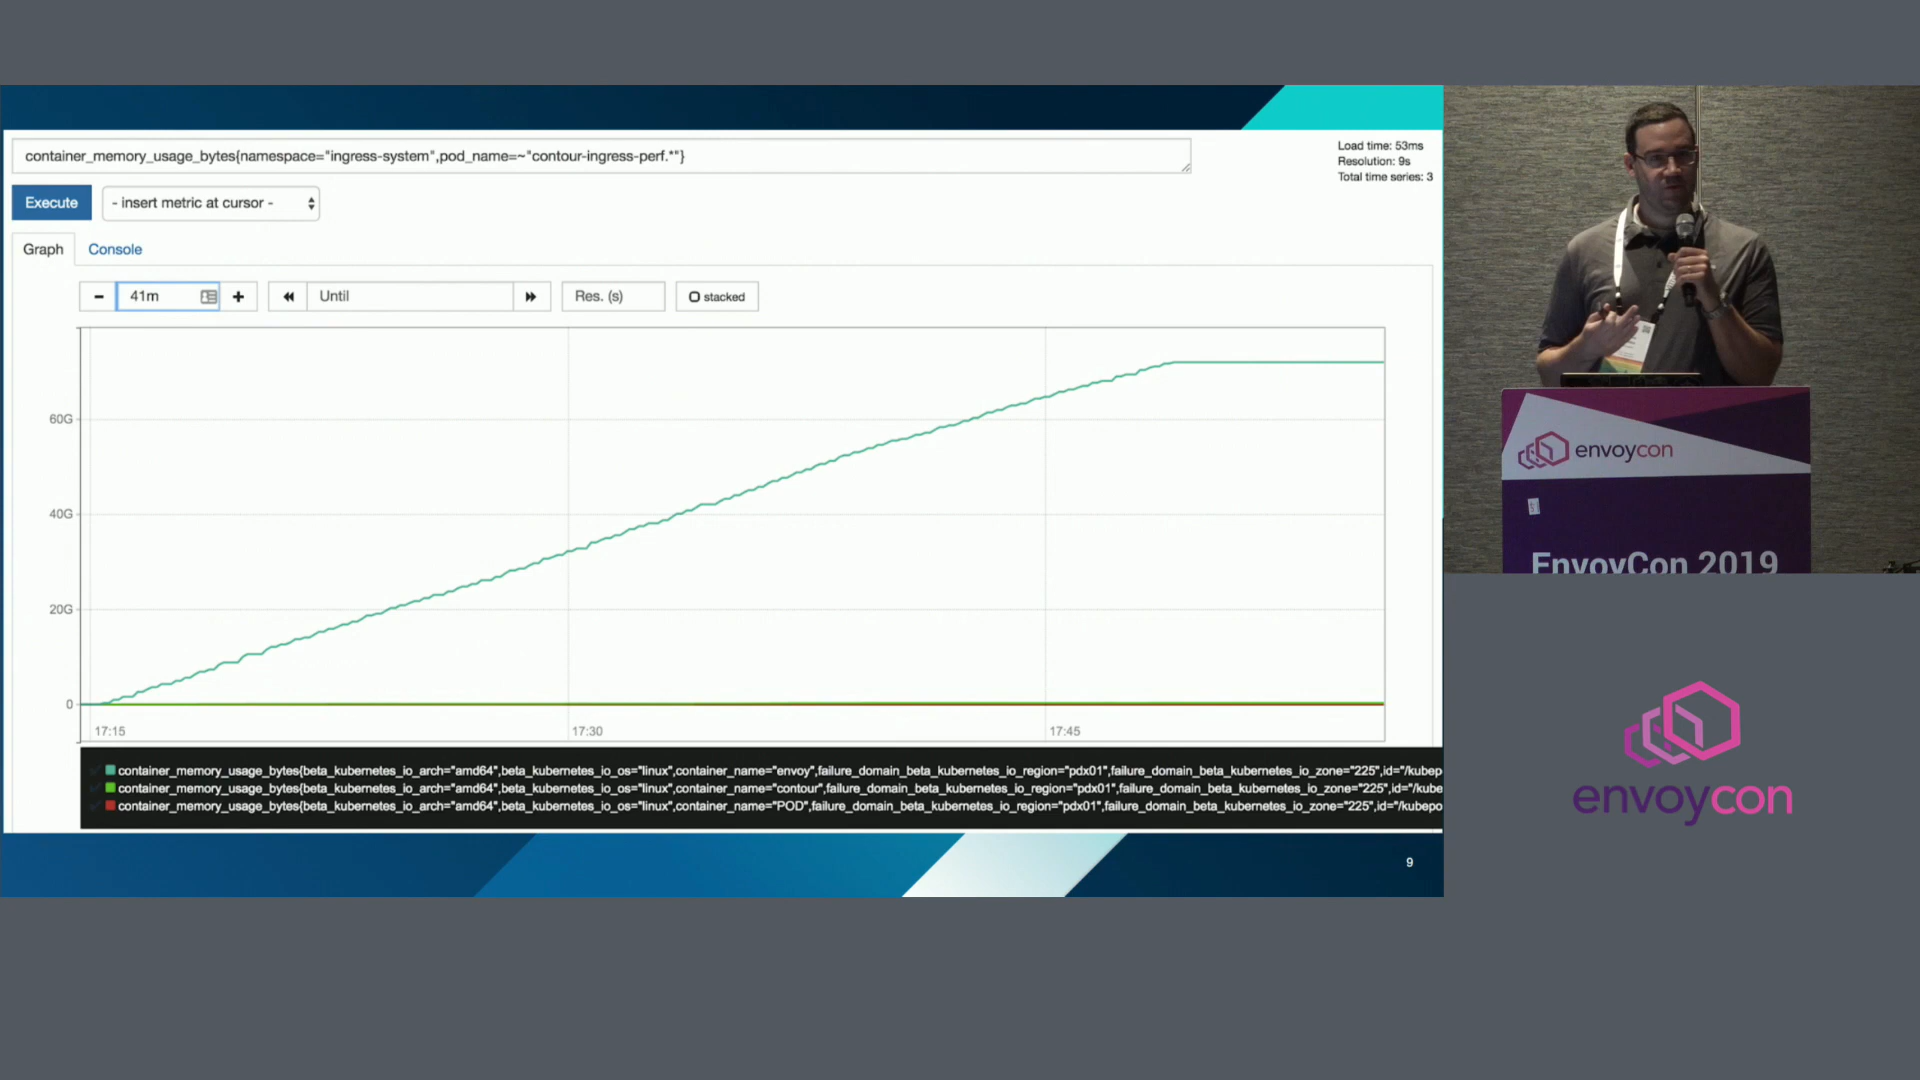 container_memory_usage_bytes{namespace="ingress-system",pod_name=~"contour-ingress-perf.*"}
Load time: 53ms
Resolution: 9s
Total time series: 3
Execute
- insert metric at cursor -
Graph
Console
41m
Until
Res. (s)
stacked
60G
40G
20G
0
17:15
17:30
17:45
container_memory_usage_bytes{beta_kubernetes_io_arch="amd64",beta_kubernetes_io_os="linux",container_name="envoy",failure_domain_beta_kubernetes_io_region="pdx01",failure_domain_beta_kubernetes_io_zone="225",id="/kubep
container_memory_usage_bytes{beta_kubernetes_io_arch="amd64",beta_kubernetes_io_os="linux",container_name="contour",failure_domain_beta_kubernetes_io_region="pdx01",failure_domain_beta_kubernetes_io_zone="225",id="/kube
container_memory_usage_bytes{beta_kubernetes_io_arch="amd64",beta_kubernetes_io_os="linux",container_name="POD",failure_domain_beta_kubernetes_io_region="pdx01",failure_domain_beta_kubernetes_io_zone="225",id="/kubepo
9
envoycon
EnvoyCon 2019
envoycon